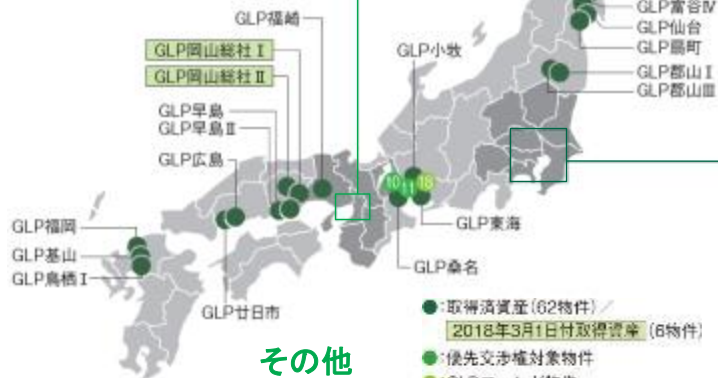 GLP福崎
GLP岡山総社Ⅰ
GLP岡山総社Ⅱ
GLP早島
GLP早島Ⅱ
GLP広島
GLP福岡
GLP基山
GLP鳥栖Ⅰ
GLP廿日市
GLP小牧
10
11
18
GLP東海
GLP桑名
GLP富谷Ⅳ
GLP仙台
GLP扇町
GLP郡山Ⅰ
GLP郡山Ⅲ
その他
●:取得済資産(62物件)/
2018年3月1日付取得資産(6物件)
●:優先交渉権対象物件